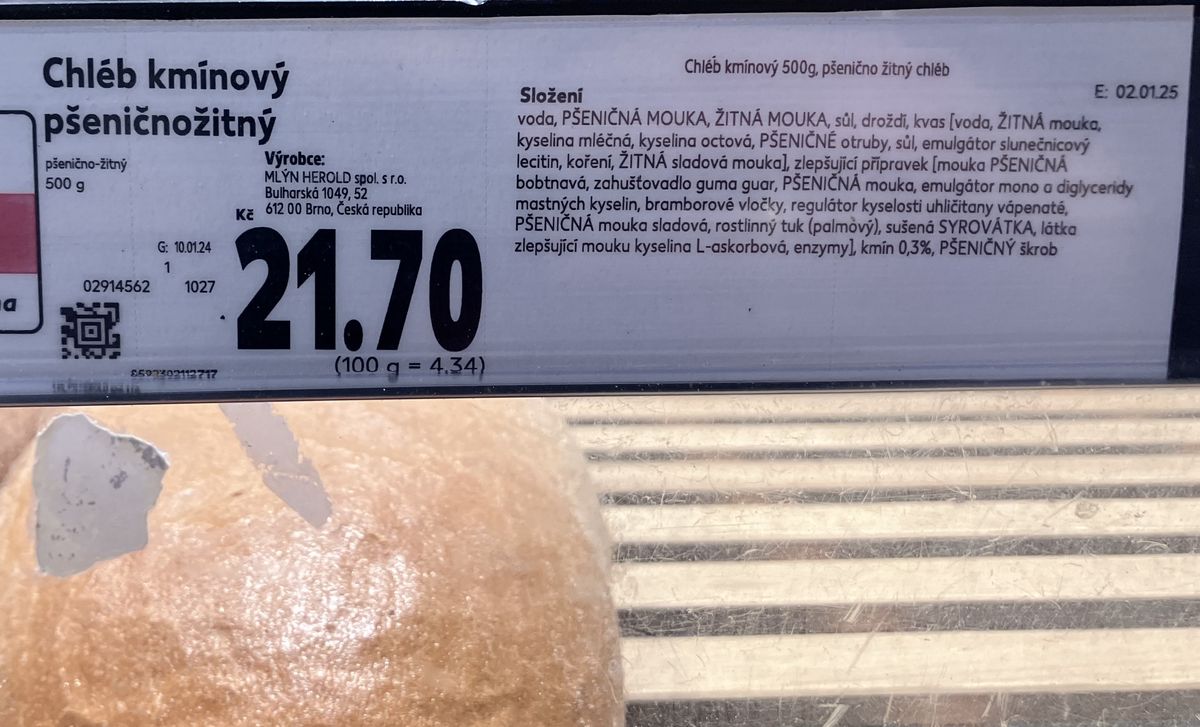 Chléb kmínový
pšeničnožitný
pšenično-žitný
500 g
Výrobce:
MLÝN HEROLD spol. s r.o.
Bulharská 1049, 52
612 00 Brno, Česká republika
Kč
21.70
(100 g = 4.34)
G: 10.01.24
1
02914562 1027
8592302112717
a
Chléb kmínový 500g, pšenično žitný chléb
E: 02.01.25
Složení
voda, PŠENIČNÁ MOUKA, ŽITNÁ MOUKA, sůl, droždí, kvas [voda, ŽITNÁ mouka,
kyselina mléčná, kyselina octová, PŠENIČNÉ otruby, sůl, emulgátor slunečnicový
lecitin, koření, ŽITNÁ sladová mouka], zlepšující přípravek [mouka PŠENIČNÁ
bobtnavá, zahušťovadlo guma guar, PŠENIČNÁ mouka, emulgátor mono a diglyceridy
mastných kyselin, bramborové vločky, regulátor kyselosti uhličitany vápenaté,
PŠENIČNÁ mouka sladová, rostlinný tuk (palmový), sušená SYROVÁTKA, látka
zlepšující mouku kyselina L-askorbová, enzymy], kmín 0,3%, PŠENIČNÝ škrob